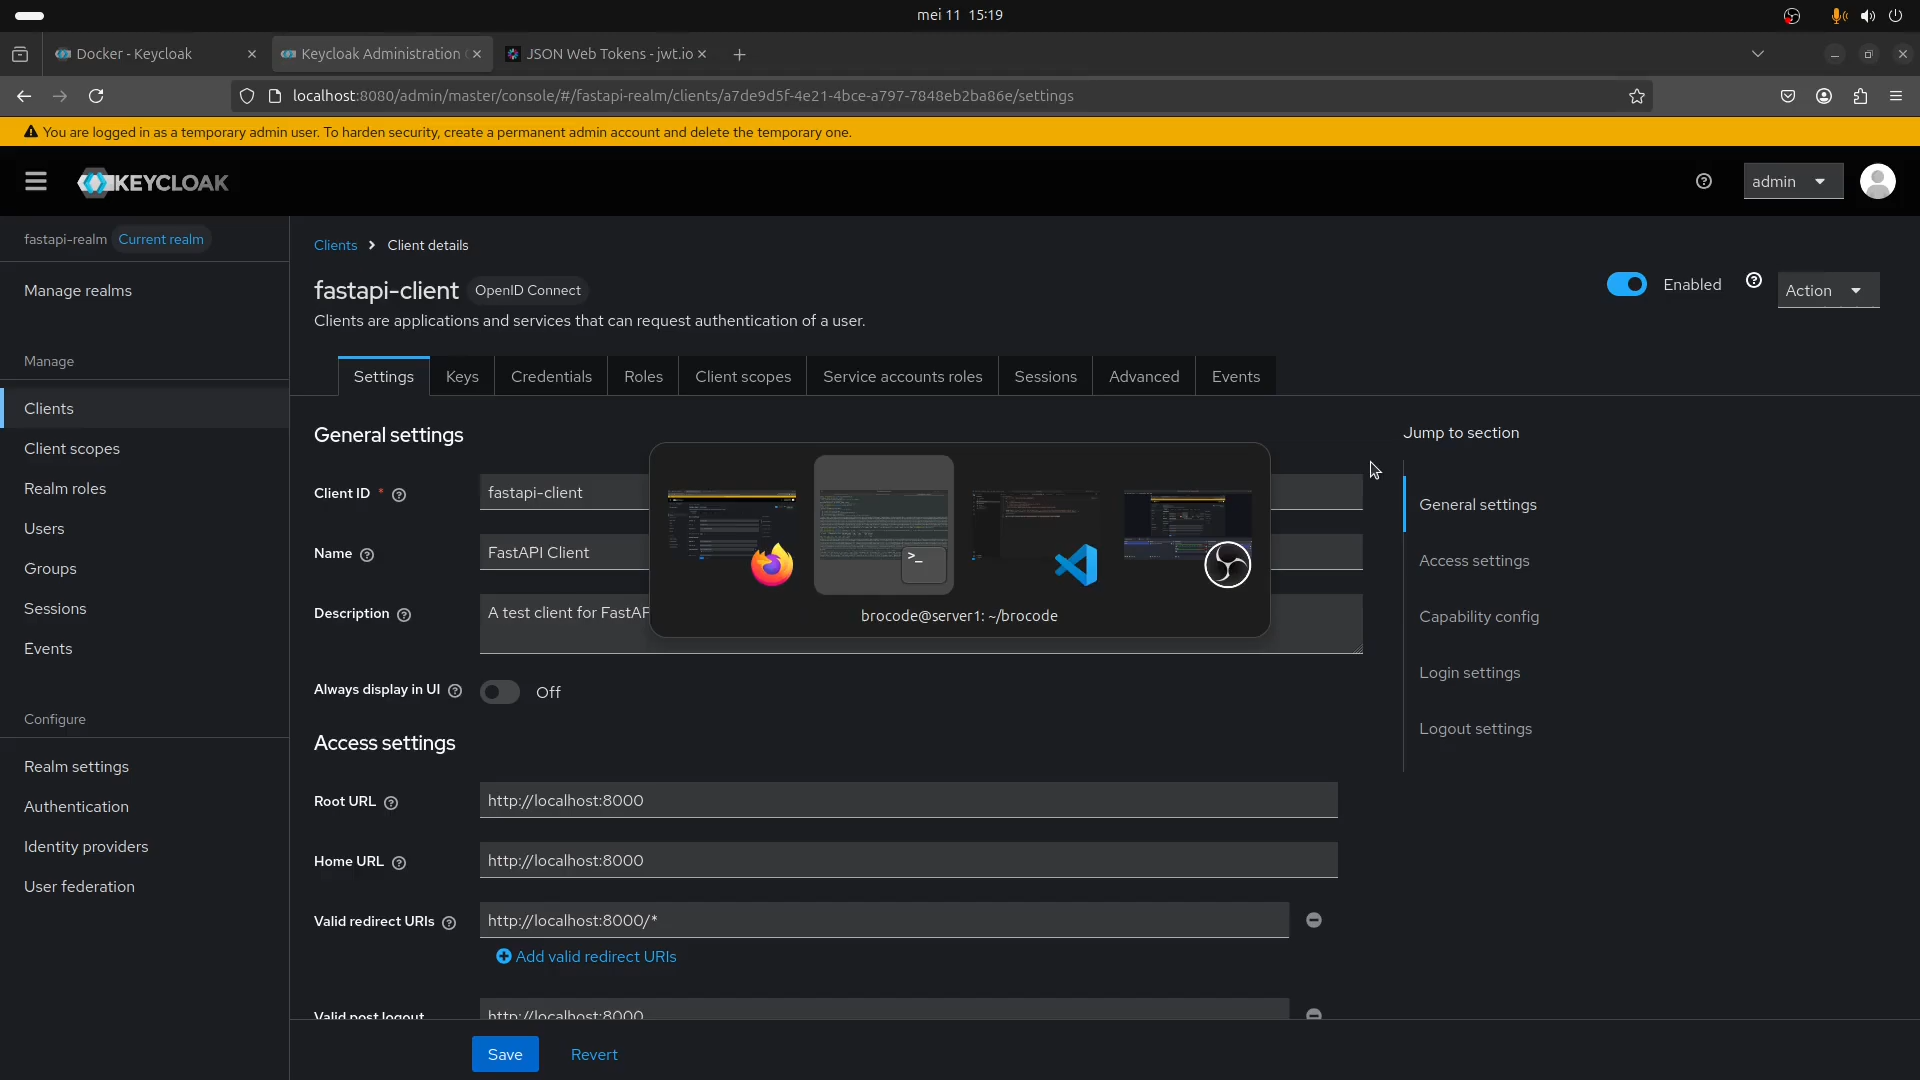 mei 11 15:19
Docker - Keycloak
Keycloak Administration
JSON Web Tokens - jwt.io
localhost:8080/admin/master/console/#/fastapi-realm/clients/a7de9d5f-4e21-4bce-a797-7848eb2ba86e/settings
You are logged in as a temporary admin user. To harden security, create a permanent admin account and delete the temporary one.
KEYCLOAK
admin
fastapi-realm Current realm
Manage realms
Manage
Clients
Client scopes
Realm roles
Users
Groups
Sessions
Events
Configure
Realm settings
Authentication
Identity providers
User federation
Clients > Client details
fastapi-client OpenID Connect
Clients are applications and services that can request authentication of a user.
Enabled
Action
Settings
Keys
Credentials
Roles
Client scopes
Service accounts roles
Sessions
Advanced
Events
General settings
Client ID *
fastapi-client
Name
FastAPI Client
Description
A test client for FastAP
Always display in UI
Off
Access settings
Root URL
http://localhost:8000
Home URL
http://localhost:8000
Valid redirect URIs
http://localhost:8000/*
Add valid redirect URIs
Valid post logout
http://localhost:8000
Save
Revert
brocode@server1: ~/brocode
Jump to section
General settings
Access settings
Capability config
Login settings
Logout settings